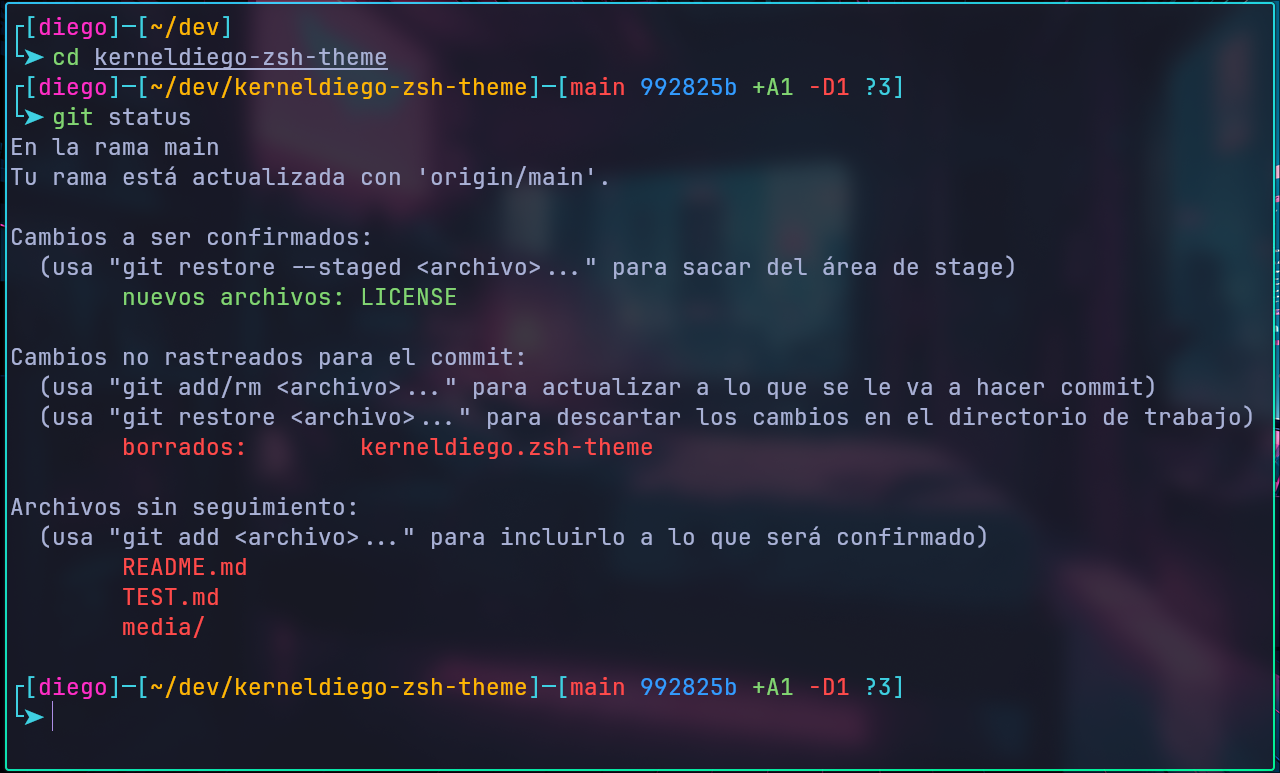 ┌[diego]─[~/dev]
└➤ cd kerneldiego-zsh-theme
┌[diego]─[~/dev/kerneldiego-zsh-theme]─[main 992825b +A1 -D1 ?3]
└➤ git status
En la rama main
Tu rama está actualizada con 'origin/main'.

Cambios a ser confirmados:
  (usa "git restore --staged <archivo>..." para sacar del área de stage)
        nuevos archivos: LICENSE

Cambios no rastreados para el commit:
  (usa "git add/rm <archivo>..." para actualizar a lo que se le va a hacer commit)
  (usa "git restore <archivo>..." para descartar los cambios en el directorio de trabajo)
        borrados:        kerneldiego.zsh-theme

Archivos sin seguimiento:
  (usa "git add <archivo>..." para incluirlo a lo que será confirmado)
        README.md
        TEST.md
        media/

┌[diego]─[~/dev/kerneldiego-zsh-theme]─[main 992825b +A1 -D1 ?3]
└➤